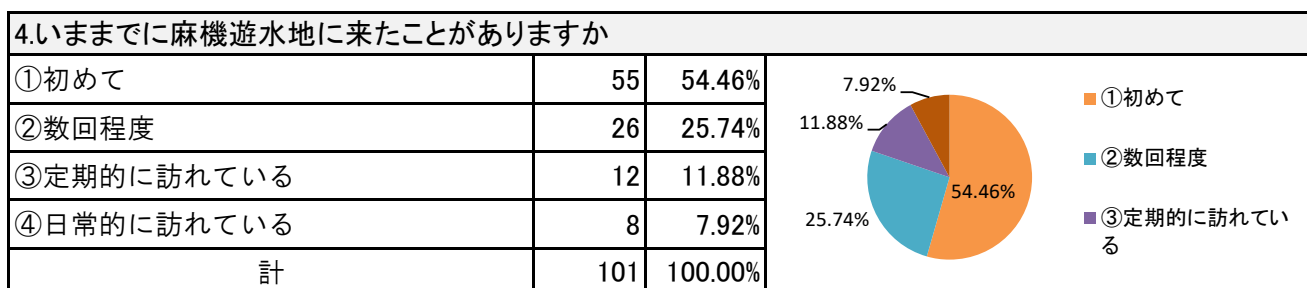 4.いままでに麻機遊水地に来たことがありますか
①初めて 55 54.46%
②数回程度 26 25.74%
③定期的に訪れている 12 11.88%
④日常的に訪れている 8 7.92%
計 101 100.00%
7.92%
11.88%
25.74%
54.46%
①初めて
②数回程度
③定期的に訪れてい
る